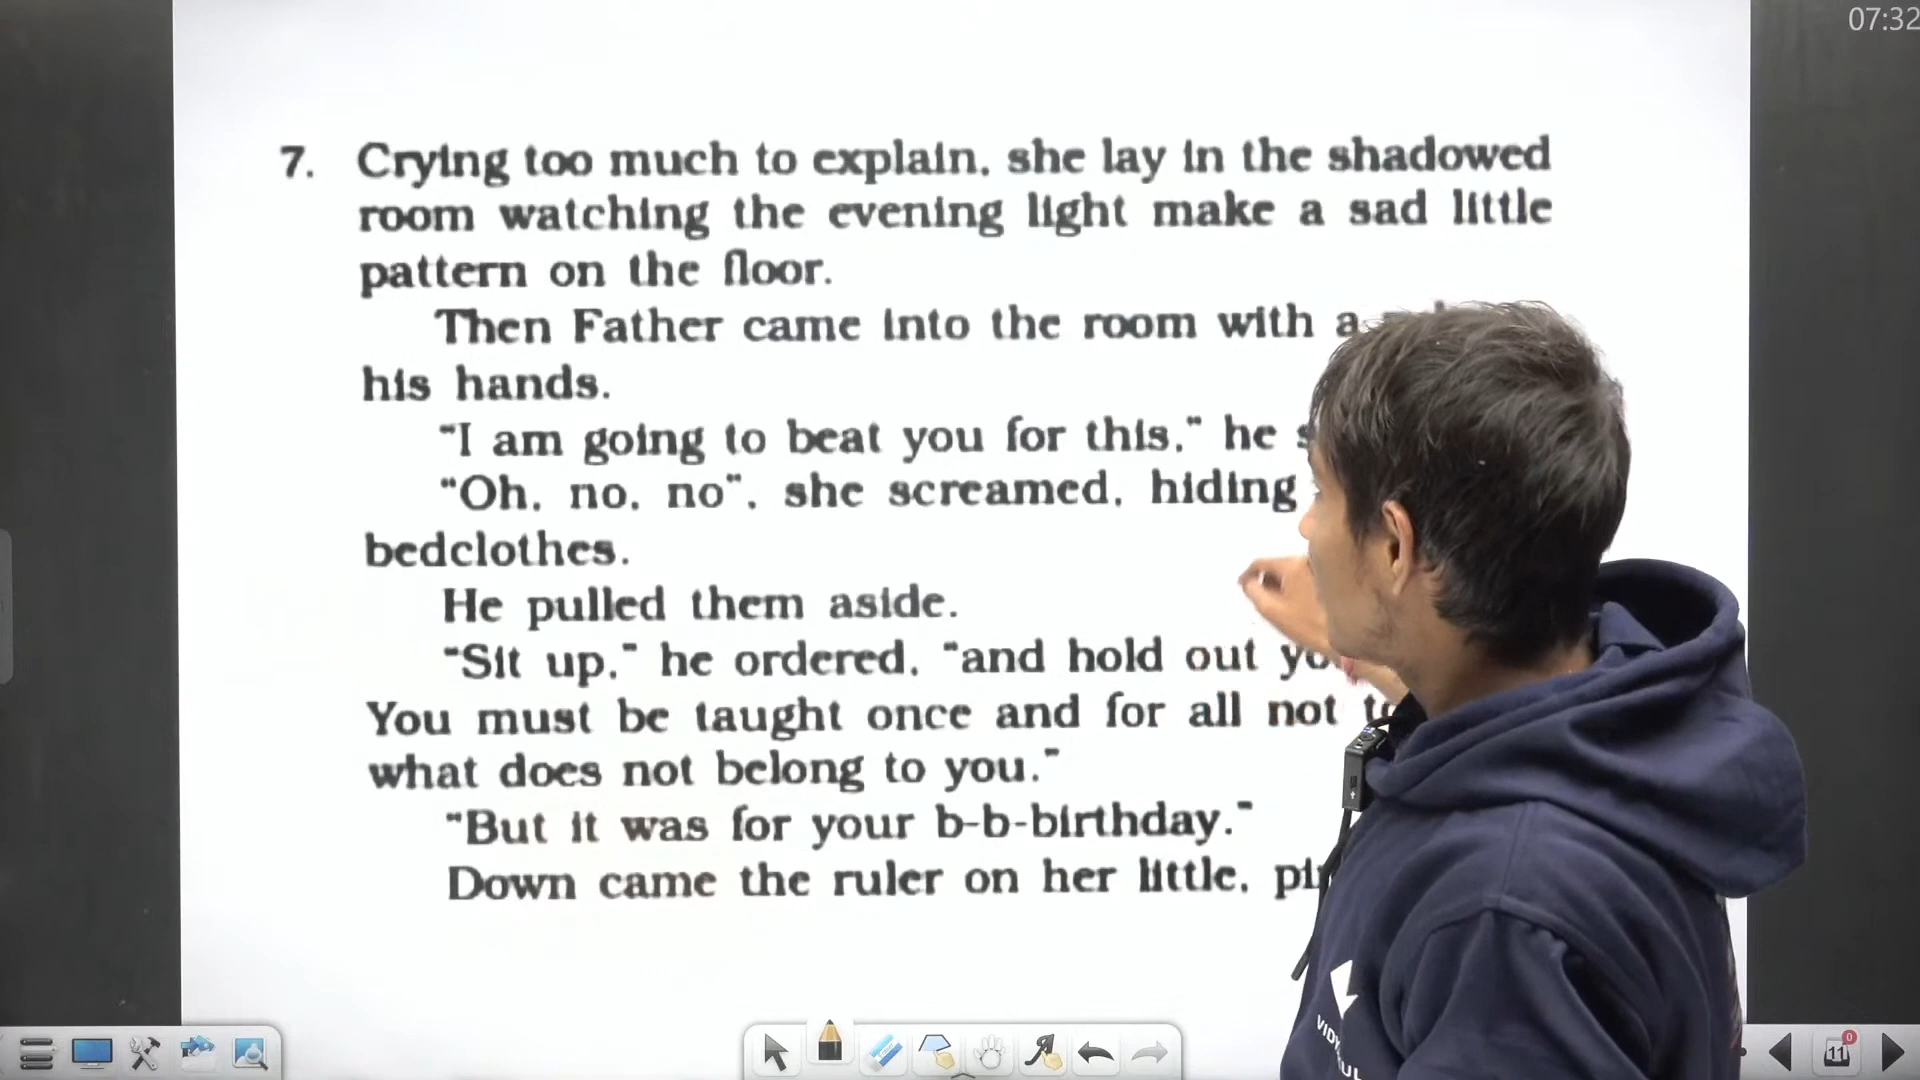 07:32
7. Crying too much to explain, she lay in the shadowed
room watching the evening light make a sad little
pattern on the floor.
Then Father came into the room with a
his hands.
"I am going to beat you for this," he
"Oh, no, no", she screamed, hiding
bedclothes.
He pulled them aside.
"Sit up," he ordered, "and hold out
You must be taught once and for all not
what does not belong to you."
"But it was for your b-b-birthday."
Down came the ruler on her little,
11
0